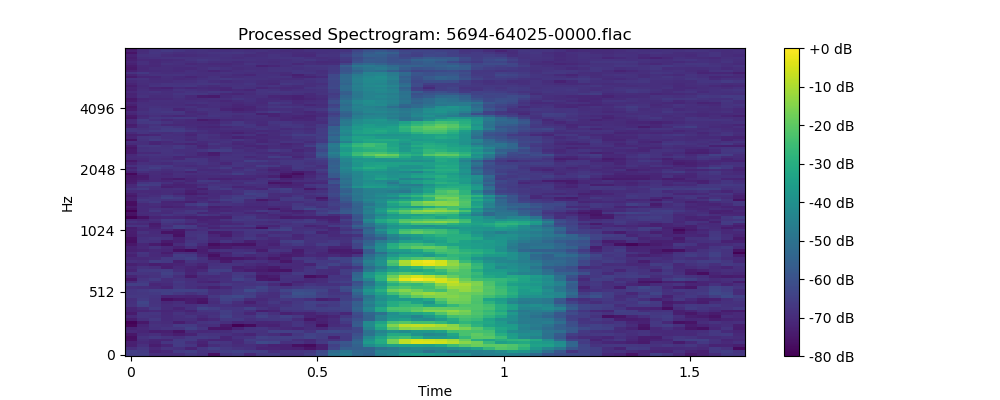 Processed Spectrogram: 5694-64025-0000.flac
+0 dB
-10 dB
4096
-20 dB
-30 dB
2048
Hz
-40 dB
1024
-50 dB
-60 dB
512
-70 dB
0
-80 dB
0 0.5 1 1.5
Time